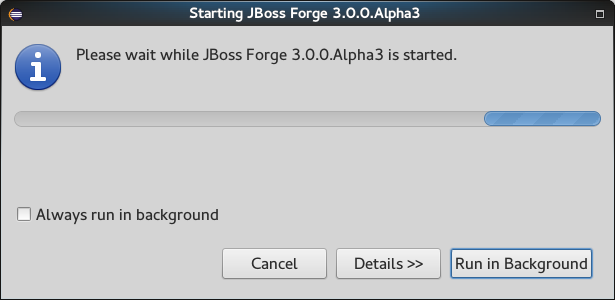 Starting JBoss Forge 3.0.0.Alpha3
Please wait while JBoss Forge 3.0.0.Alpha3 is started.
Always run in background
Cancel
Details >>
Run in Background